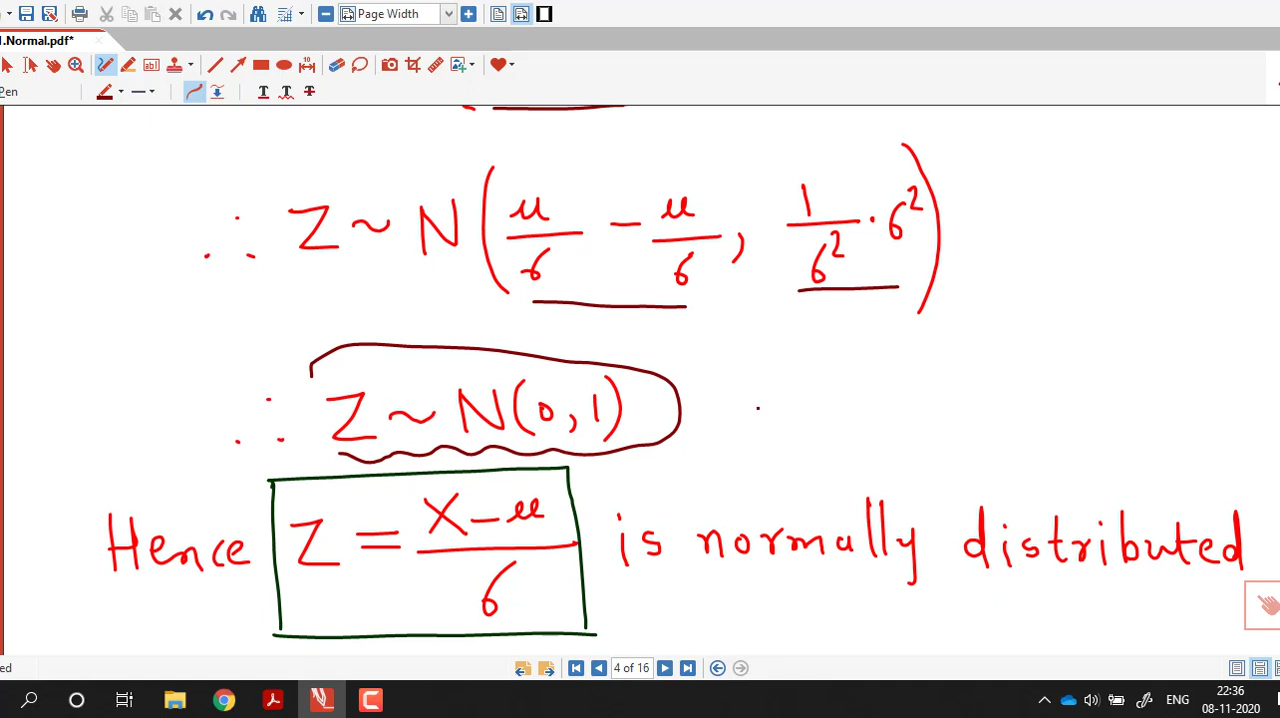 Page Width
1.Normal.pdf*
Pen
∴ Z ~ N(μ/σ − μ/σ, 1/σ² · σ²)
∴ Z ~ N(0, 1)
Hence Z = X − μ / σ is normally distributed
4 of 16
ENG
22:36
08-11-2020